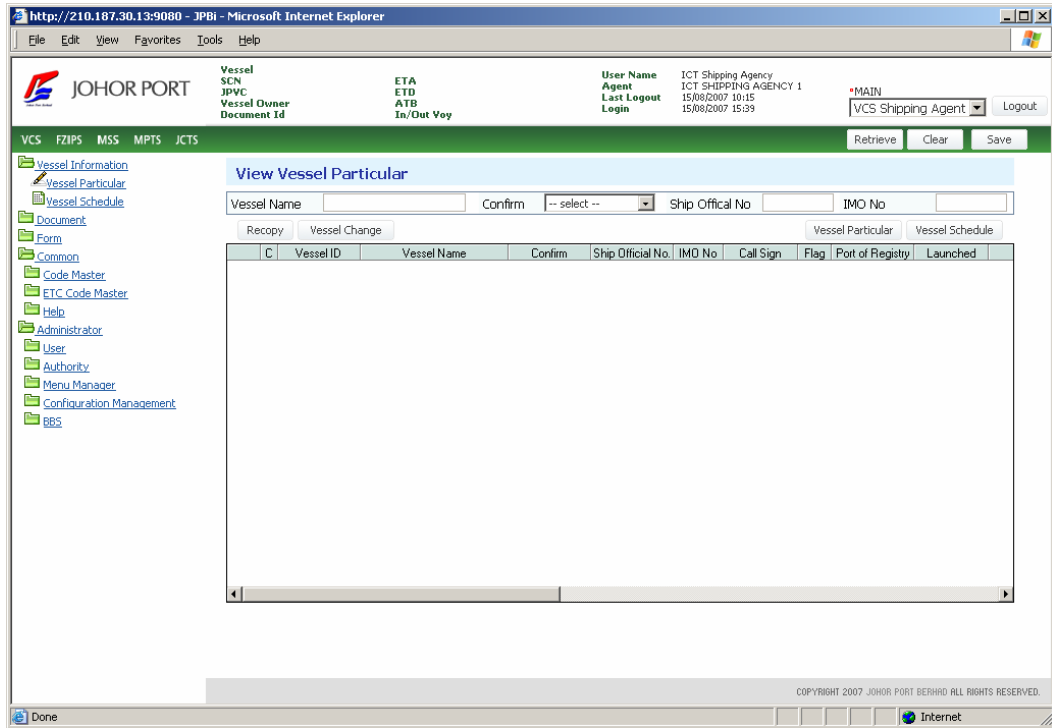 http://210.187.30.13:9080 - JPBi - Microsoft Internet Explorer
File Edit View Favorites Tools Help
JOHOR PORT
Vessel
SCN ETA
JPVC ETD
Vessel Owner ATB
Document Id In/Out Voy
User Name ICT Shipping Agency
Agent ICT SHIPPING AGENCY 1
Last Logout 15/08/2007 10:15
Login 15/08/2007 15:39
*MAIN
VCS Shipping Agent Logout
VCS FZIPS MSS MPTS JCTS Retrieve Clear Save
Vessel Information
Vessel Particular
Vessel Schedule
Document
Form
Common
Code Master
ETC Code Master
Help
Administrator
User
Authority
Menu Manager
Configuration Management
BBS
View Vessel Particular
Vessel Name Confirm -- select -- Ship Offical No IMO No
Recopy Vessel Change Vessel Particular Vessel Schedule
C Vessel ID Vessel Name Confirm Ship Official No. IMO No Call Sign Flag Port of Registry Launched
COPYRIGHT 2007 JOHOR PORT BERHAD ALL RIGHTS RESERVED.
Done Internet